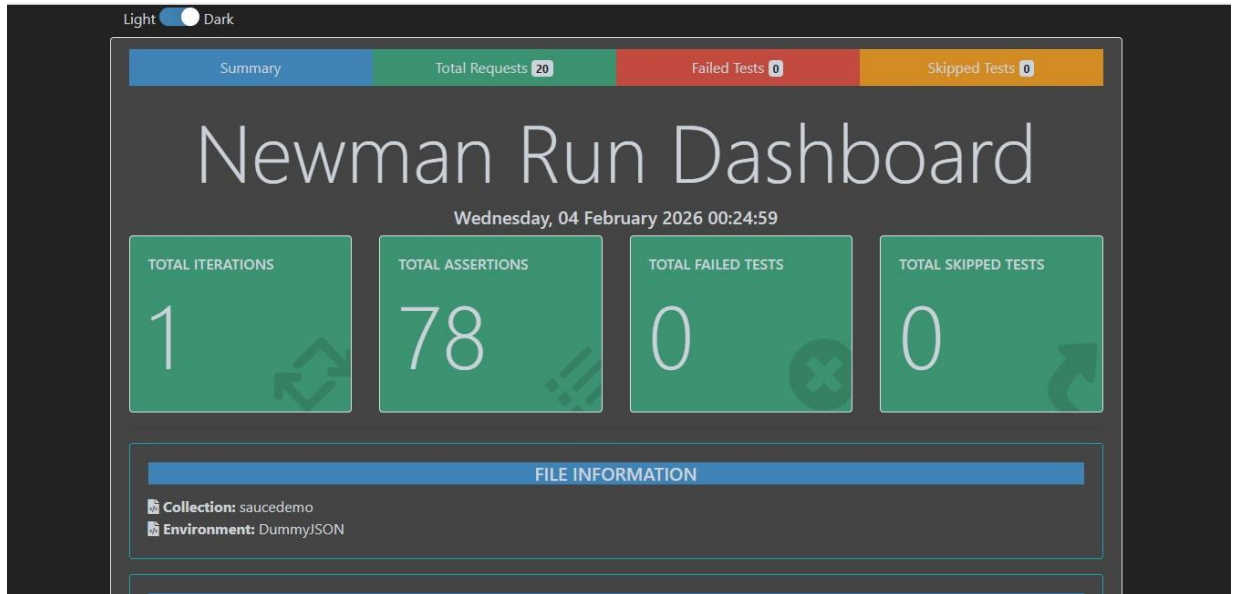 Light Dark
Summary Total Requests 20 Failed Tests 0 Skipped Tests 0
Newman Run Dashboard
Wednesday, 04 February 2026 00:24:59
TOTAL ITERATIONS TOTAL ASSERTIONS TOTAL FAILED TESTS TOTAL SKIPPED TESTS
1 78 0 0
FILE INFORMATION
Collection: saucedemo
Environment: DummyJSON